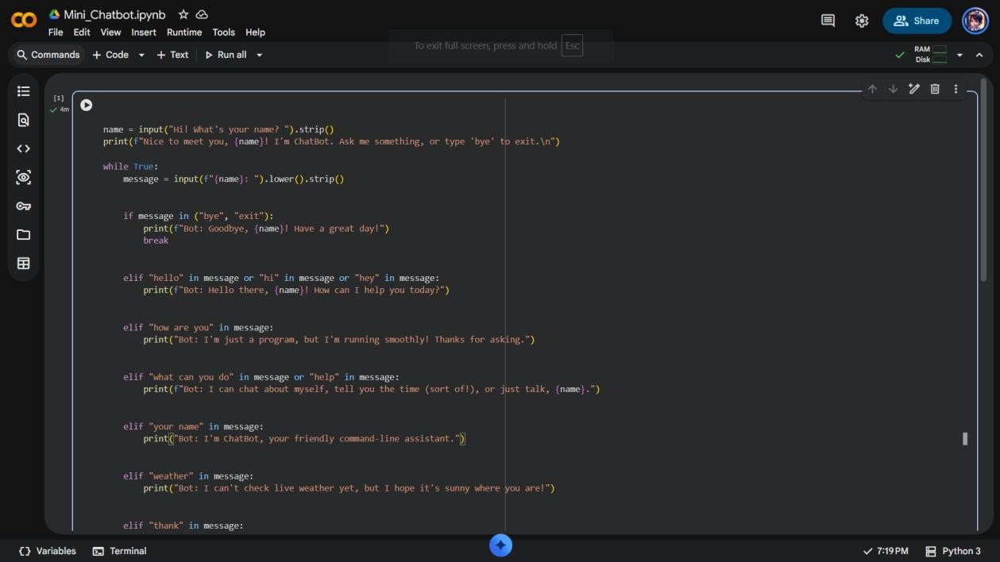 Mini_Chatbot.ipynb
File Edit View Insert Runtime Tools Help
Share
To exit full screen, press and hold Esc
Commands + Code + Text Run all
RAM
Disk
[1]
4m
name = input("Hi! What's your name? ").strip()
print(f"Nice to meet you, {name}! I'm ChatBot. Ask me something, or type 'bye' to exit.\n")
while True:
    message = input(f"{name}: ").lower().strip()
    if message in ("bye", "exit"):
        print(f"Bot: Goodbye, {name}! Have a great day!")
        break
    elif "hello" in message or "hi" in message or "hey" in message:
        print(f"Bot: Hello there, {name}! How can I help you today?")
    elif "how are you" in message:
        print("Bot: I'm just a program, but I'm running smoothly! Thanks for asking.")
    elif "what can you do" in message or "help" in message:
        print(f"Bot: I can chat about myself, tell you the time (sort of!), or just talk, {name}.")
    elif "your name" in message:
        print("Bot: I'm ChatBot, your friendly command-line assistant.")
    elif "weather" in message:
        print("Bot: I can't check live weather yet, but I hope it's sunny where you are!")
    elif "thank" in message:
{} Variables Terminal
7:19 PM Python 3